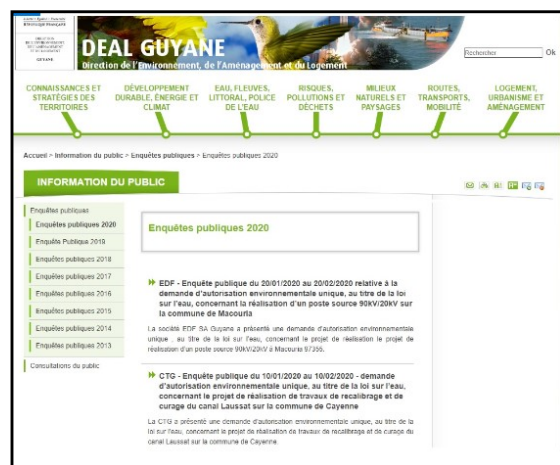 RÉPUBLIQUE FRANÇAISE
GUYANE
DEAL GUYANE
Direction de l'Environnement, de l'Aménagement et du Logement
Rechercher Ok
CONNAISSANCES ET
STRATÉGIES DES
TERRITOIRES
DÉVELOPPEMENT
DURABLE, ÉNERGIE ET
CLIMAT
EAU, FLEUVES,
LITTORAL, POLICE
DE L'EAU
RISQUES,
POLLUTIONS ET
DÉCHETS
MILIEUX
NATURELS ET
PAYSAGES
ROUTES,
TRANSPORTS,
MOBILITÉ
LOGEMENT,
URBANISME ET
AMÉNAGEMENT
Accueil > Information du public > Enquêtes publiques > Enquêtes publiques 2020
INFORMATION DU PUBLIC
Enquêtes publiques
Enquêtes publiques 2020
Enquête Publique 2019
Enquêtes publiques 2018
Enquêtes publiques 2017
Enquêtes publiques 2016
Enquêtes publiques 2015
Enquêtes publiques 2014
Enquêtes publiques 2013
Consultations du public
Enquêtes publiques 2020
EDF - Enquête publique du 20/01/2020 au 20/02/2020 relative à la
demande d'autorisation environnementale unique, au titre de la loi
sur l'eau, concernant la réalisation d'un poste source 90kV/20kV sur
la commune de Macouria
La société EDF SA Guyane a présenté une demande d'autorisation environnementale
unique , au titre de la loi sur l'eau, concernant le projet de réalisation le projet de
réalisation d'un poste source 90kV/20kV à Macouria 97355.
CTG - Enquête publique du 10/01/2020 au 10/02/2020 - demande
d'autorisation environnementale unique, au titre de la loi sur l'eau,
concernant le projet de réalisation de travaux de recalibrage et de
curage du canal Laussat sur la commune de Cayenne
La CTG a présenté une demande d'autorisation environnementale unique, au titre de la
loi sur l'eau, concernant le projet de réalisation de travaux de recalibrage et de curage du
canal Laussat sur la commune de Cayenne.